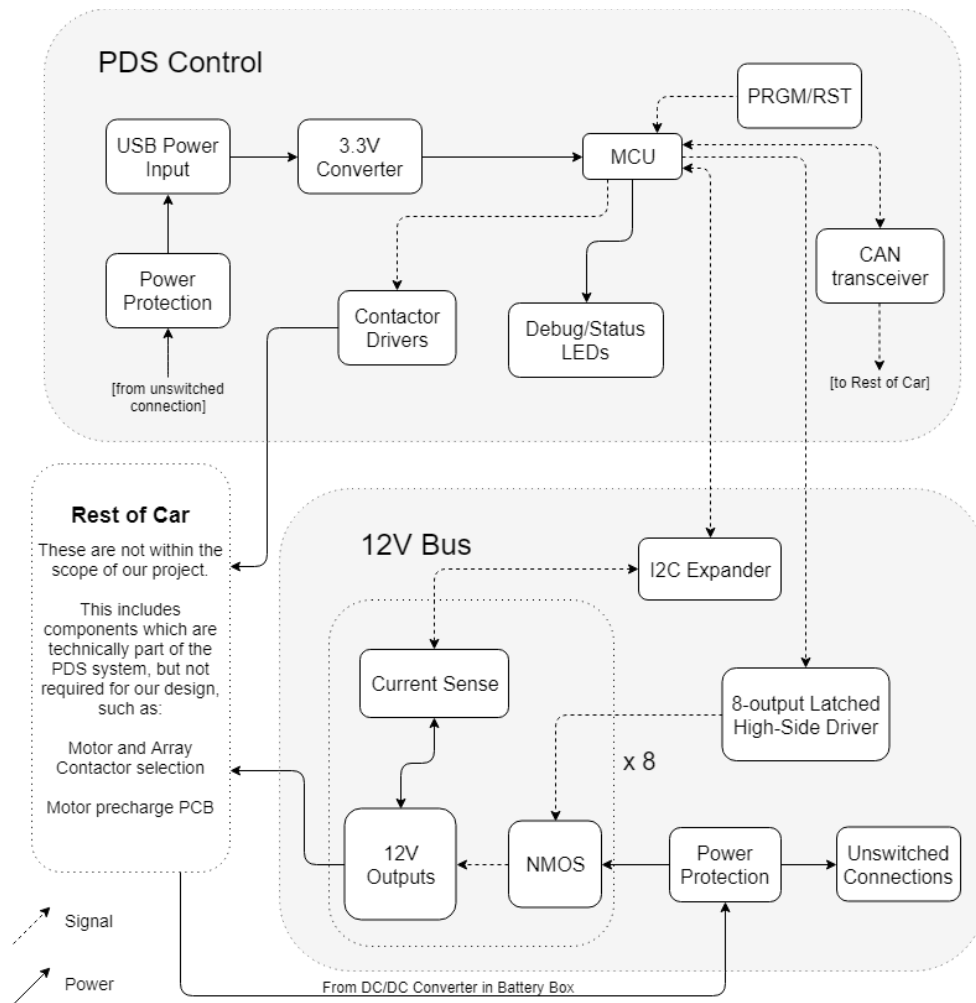 PDS Control
PRGM/RST
USB Power
Input
3.3V
Converter
MCU
Power
Protection
Contactor
Drivers
Debug/Status
LEDs
CAN
transceiver
[from unswitched
connection]
[to Rest of Car]
Rest of Car
These are not within the
scope of our project.
This includes
components which are
technically part of the
PDS system, but not
required for our design,
such as:
Motor and Array
Contactor selection
Motor precharge PCB
12V Bus
I2C Expander
Current Sense
8-output Latched
High-Side Driver
x 8
12V
Outputs
NMOS
Power
Protection
Unswitched
Connections
Signal
Power
From DC/DC Converter in Battery Box